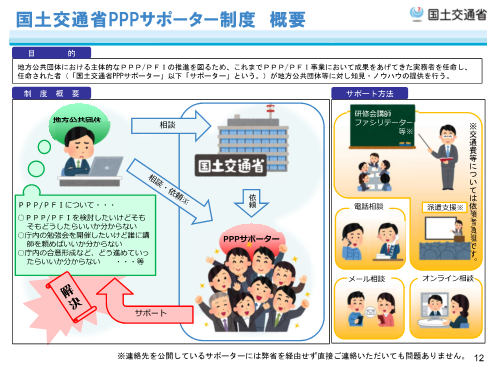 国土交通省PPPサポーター制度 概要
国土交通省
目 的
地方公共団体における主体的なＰＰＰ/ＰＦＩの推進を図るため、これまでＰＰＰ/ＰＦＩ事業において成果をあげてきた実務者を任命し、
任命された者（「国土交通省PPPサポーター」以下「サポーター」という。）が地方公共団体等に対し知見・ノウハウの提供を行う。
制 度 概 要
地方公共団体
相談
国土交通省
相談・依頼※
依頼
ＰＰＰ/ＰＦＩについて・・・
○ＰＰＰ/ＰＦＩを検討したいけどそも
そもどうしたらいいか分からない
○庁内の勉強会を開催したいけど誰に講
師を頼めばいいか分からない
○庁内の合意形成など、どう進めていっ
たらいいか分からない ・・・等
PPPサポーター
解決
サポート
サポート方法
研修会講師
ファシリテーター
等※
※交通費等については依頼者負担です。
電話相談
派遣支援※
メール相談
オンライン相談
※連絡先を公開しているサポーターには弊省を経由せず直接ご連絡いただいても問題ありません。
12